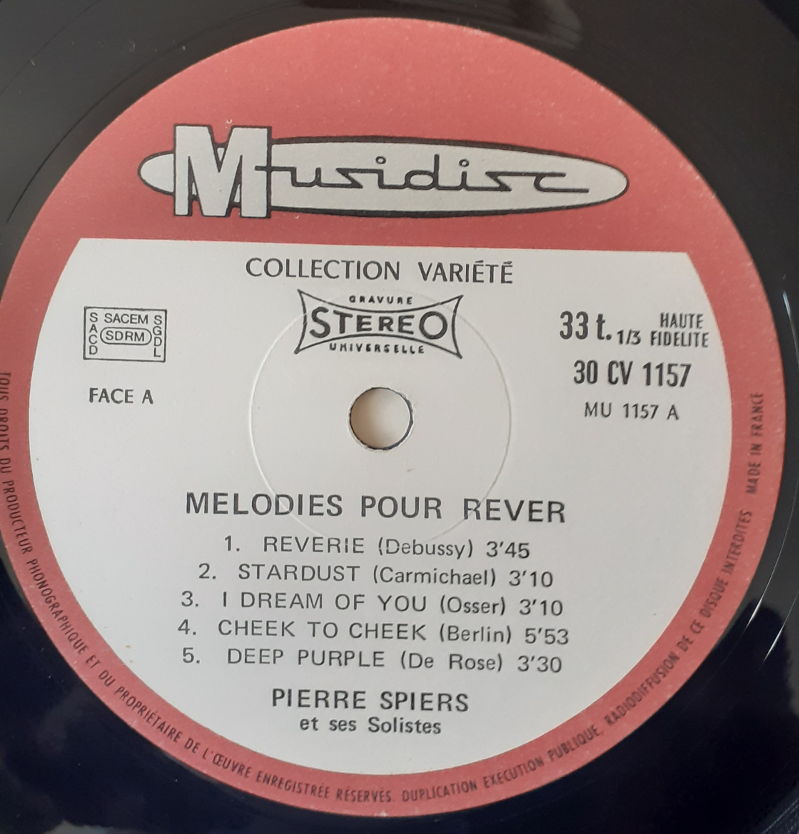 Musidisc
COLLECTION VARIÉTÉ
GRAVURE
STEREO
UNIVERSELLE
SACEM
SACD
SDRM
SGDL
33 t. 1/3 HAUTE FIDELITE
30 CV 1157
FACE A
MU 1157 A
MELODIES POUR REVER
1. REVERIE (Debussy) 3'45
2. STARDUST (Carmichael) 3'10
3. I DREAM OF YOU (Osser) 3'10
4. CHEEK TO CHEEK (Berlin) 5'53
5. DEEP PURPLE (De Rose) 3'30
PIERRE SPIERS
et ses Solistes
TOUS DROITS DU PRODUCTEUR PHONOGRAPHIQUE ET DU PROPRIÉTAIRE DE L'ŒUVRE ENREGISTRÉE RÉSERVÉS. DUPLICATION EXECUTION PUBLIQUE, RADIODIFFUSION DE CE DISQUE INTERDITES MADE IN FRANCE